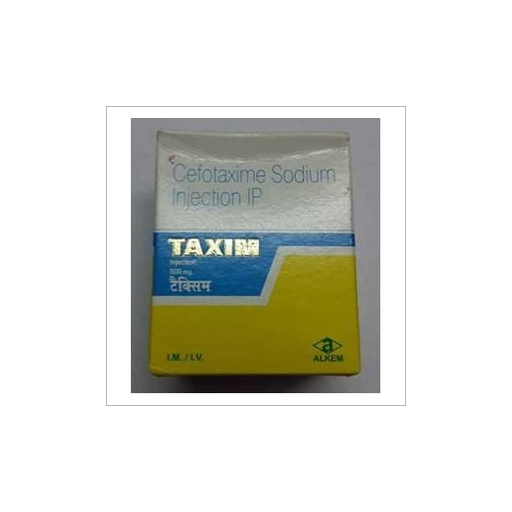 Cefotaxime Sodium
Injection IP
TAXIM
Injection
500 mg.
टैक्सिम
I.M. / I.V.
a
ALKEM